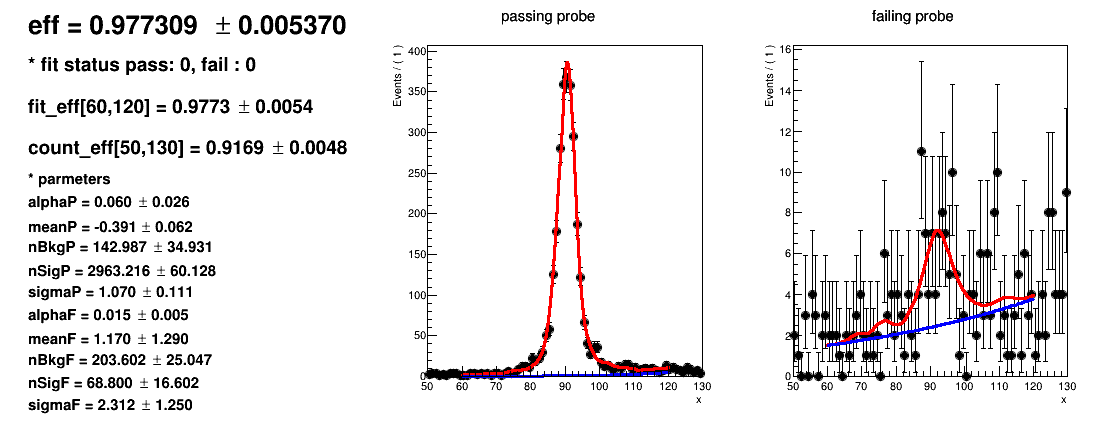 eff = 0.977309 ± 0.005370
* fit status pass: 0, fail : 0
fit_eff[60,120] = 0.9773 ± 0.0054
count_eff[50,130] = 0.9169 ± 0.0048
* parmeters
alphaP = 0.060 ± 0.026
meanP = -0.391 ± 0.062
nBkgP = 142.987 ± 34.931
nSigP = 2963.216 ± 60.128
sigmaP = 1.070 ± 0.111
alphaF = 0.015 ± 0.005
meanF = 1.170 ± 1.290
nBkgF = 203.602 ± 25.047
nSigF = 68.800 ± 16.602
sigmaF = 2.312 ± 1.250
passing probe
Events / ( 1 )
400
350
300
250
200
150
100
50
0
50 60 70 80 90 100 110 120 130
x
failing probe
Events / ( 1 )
16
14
12
10
8
6
4
2
0
50 60 70 80 90 100 110 120 130
x